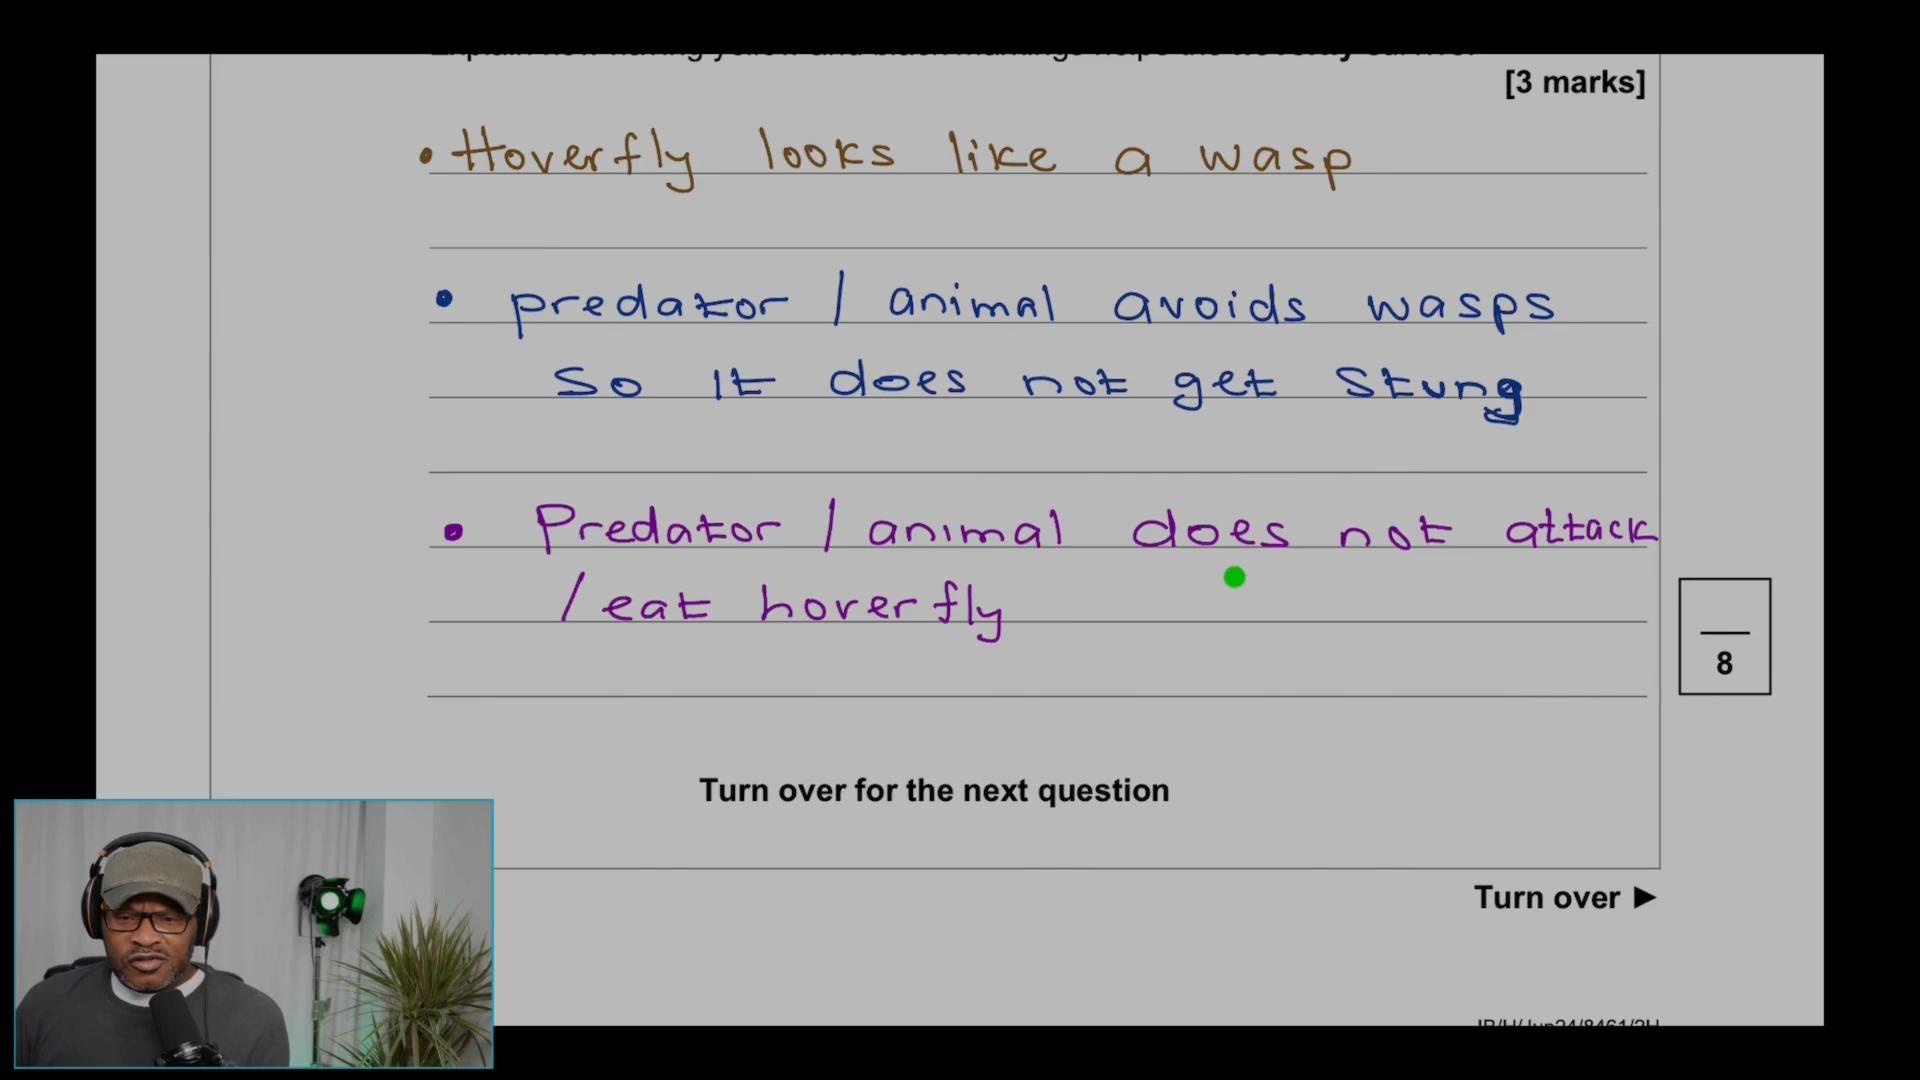 [3 marks]
• Hoverfly looks like a wasp
• predator / animal avoids wasps
so it does not get stung
• Predator / animal does not attack
/ eat hoverfly
8
Turn over for the next question
Turn over ►